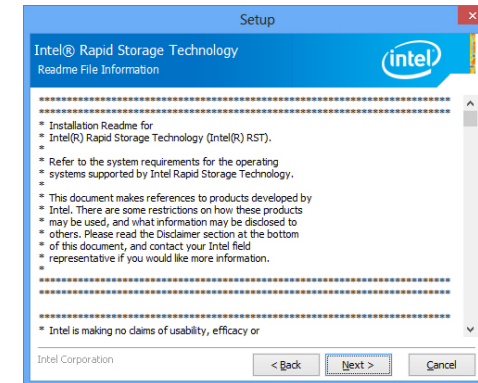 Setup
Intel® Rapid Storage Technology
Readme File Information
intel
************************************************************************************
************************************************************************************
* Installation Readme for
* Intel(R) Rapid Storage Technology (Intel(R) RST).
*
* Refer to the system requirements for the operating
* systems supported by Intel Rapid Storage Technology.
*
* This document makes references to products developed by
* Intel. There are some restrictions on how these products
* may be used, and what information may be disclosed to
* others. Please read the Disclaimer section at the bottom
* of this document, and contact your Intel field
* representative if you would like more information.
*
************************************************************************************
************************************************************************************
************************************************************************************
* Intel is making no claims of usability, efficacy or
Intel Corporation
< Back
Next >
Cancel